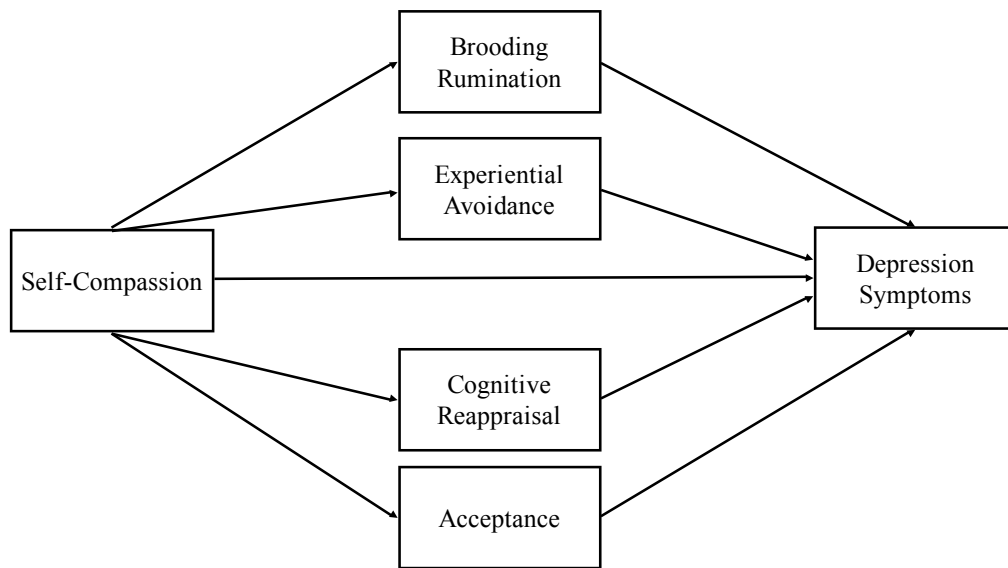 Brooding
Rumination
Experiential
Avoidance
Self-Compassion
Depression
Symptoms
Cognitive
Reappraisal
Acceptance